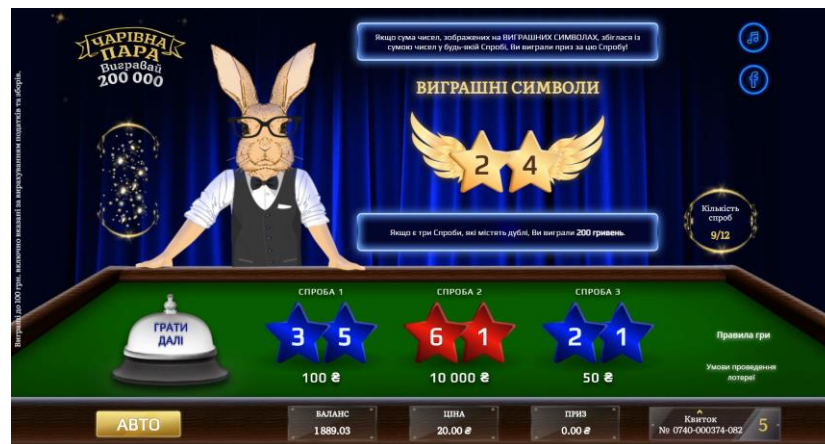 ЧАРІВНА
ПАРА
Вигравай
200 000
Якщо сума чисел, зображених на ВИГРАШНИХ СИМВОЛАХ, збіглася із
сумою чисел у будь-якій Спробі, Ви виграли приз за цю Спробу!
ВИГРАШНІ СИМВОЛИ
2 4
Якщо є три Спроби, які містять дублі, Ви виграли 200 гривень.
Кількість
спроб
9/12
Виграші до 100 грн. включно вказані за вирахуванням податків та зборів.
СПРОБА 1 СПРОБА 2 СПРОБА 3
ГРАТИ
ДАЛІ
3 5 6 1 2 1
100 ₴ 10 000 ₴ 50 ₴
Правила гри
Умови проведення
лотереї
АВТО
БАЛАНС
1 889.03
ЦІНА
20.00 ₴
ПРИЗ
0.00 ₴
Квиток
№ 0740-000374-082
5